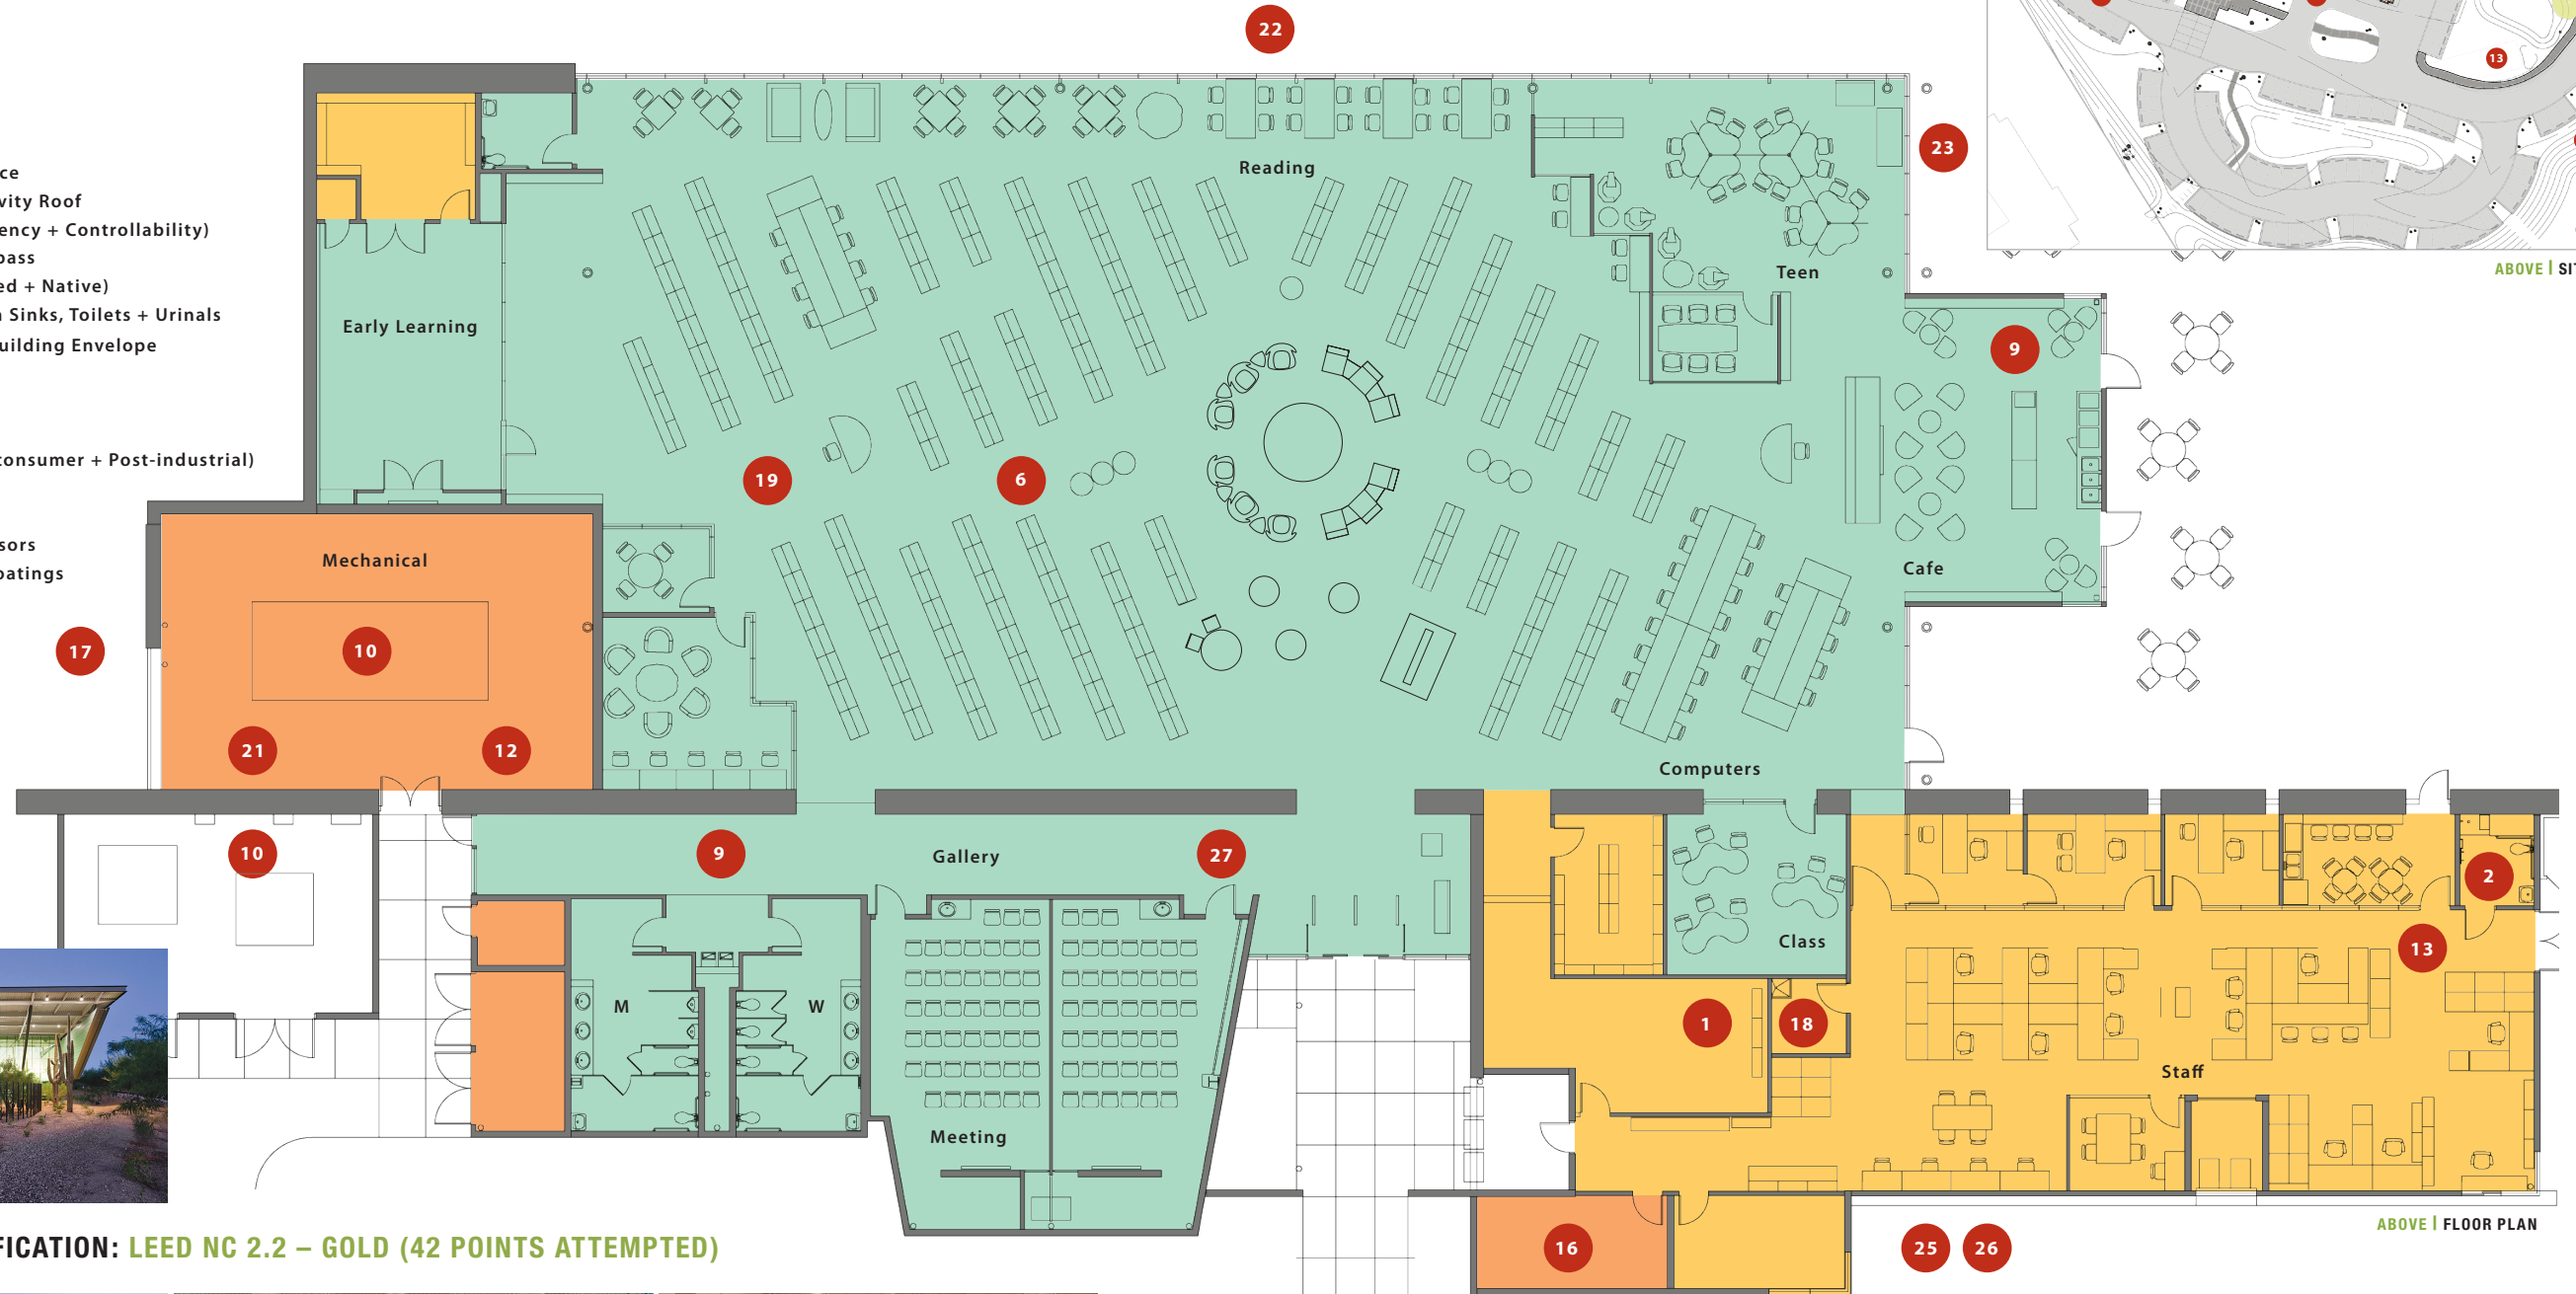 22
13
ce
vity Roof
ency + Controllability)
pass
ed + Native)
Sinks, Toilets + Urinals
uilding Envelope
consumer + Post-industrial)
sors
oatings
Reading
23
Teen
ABOVE | SIT
Early Learning
9
19
6
Mechanical
Cafe
17
10
21
12
Computers
10
9
Gallery
27
2
Class
13
M
W
1
18
Staff
Meeting
ABOVE | FLOOR PLAN
FICATION: LEED NC 2.2 – GOLD (42 POINTS ATTEMPTED)
16
25
26